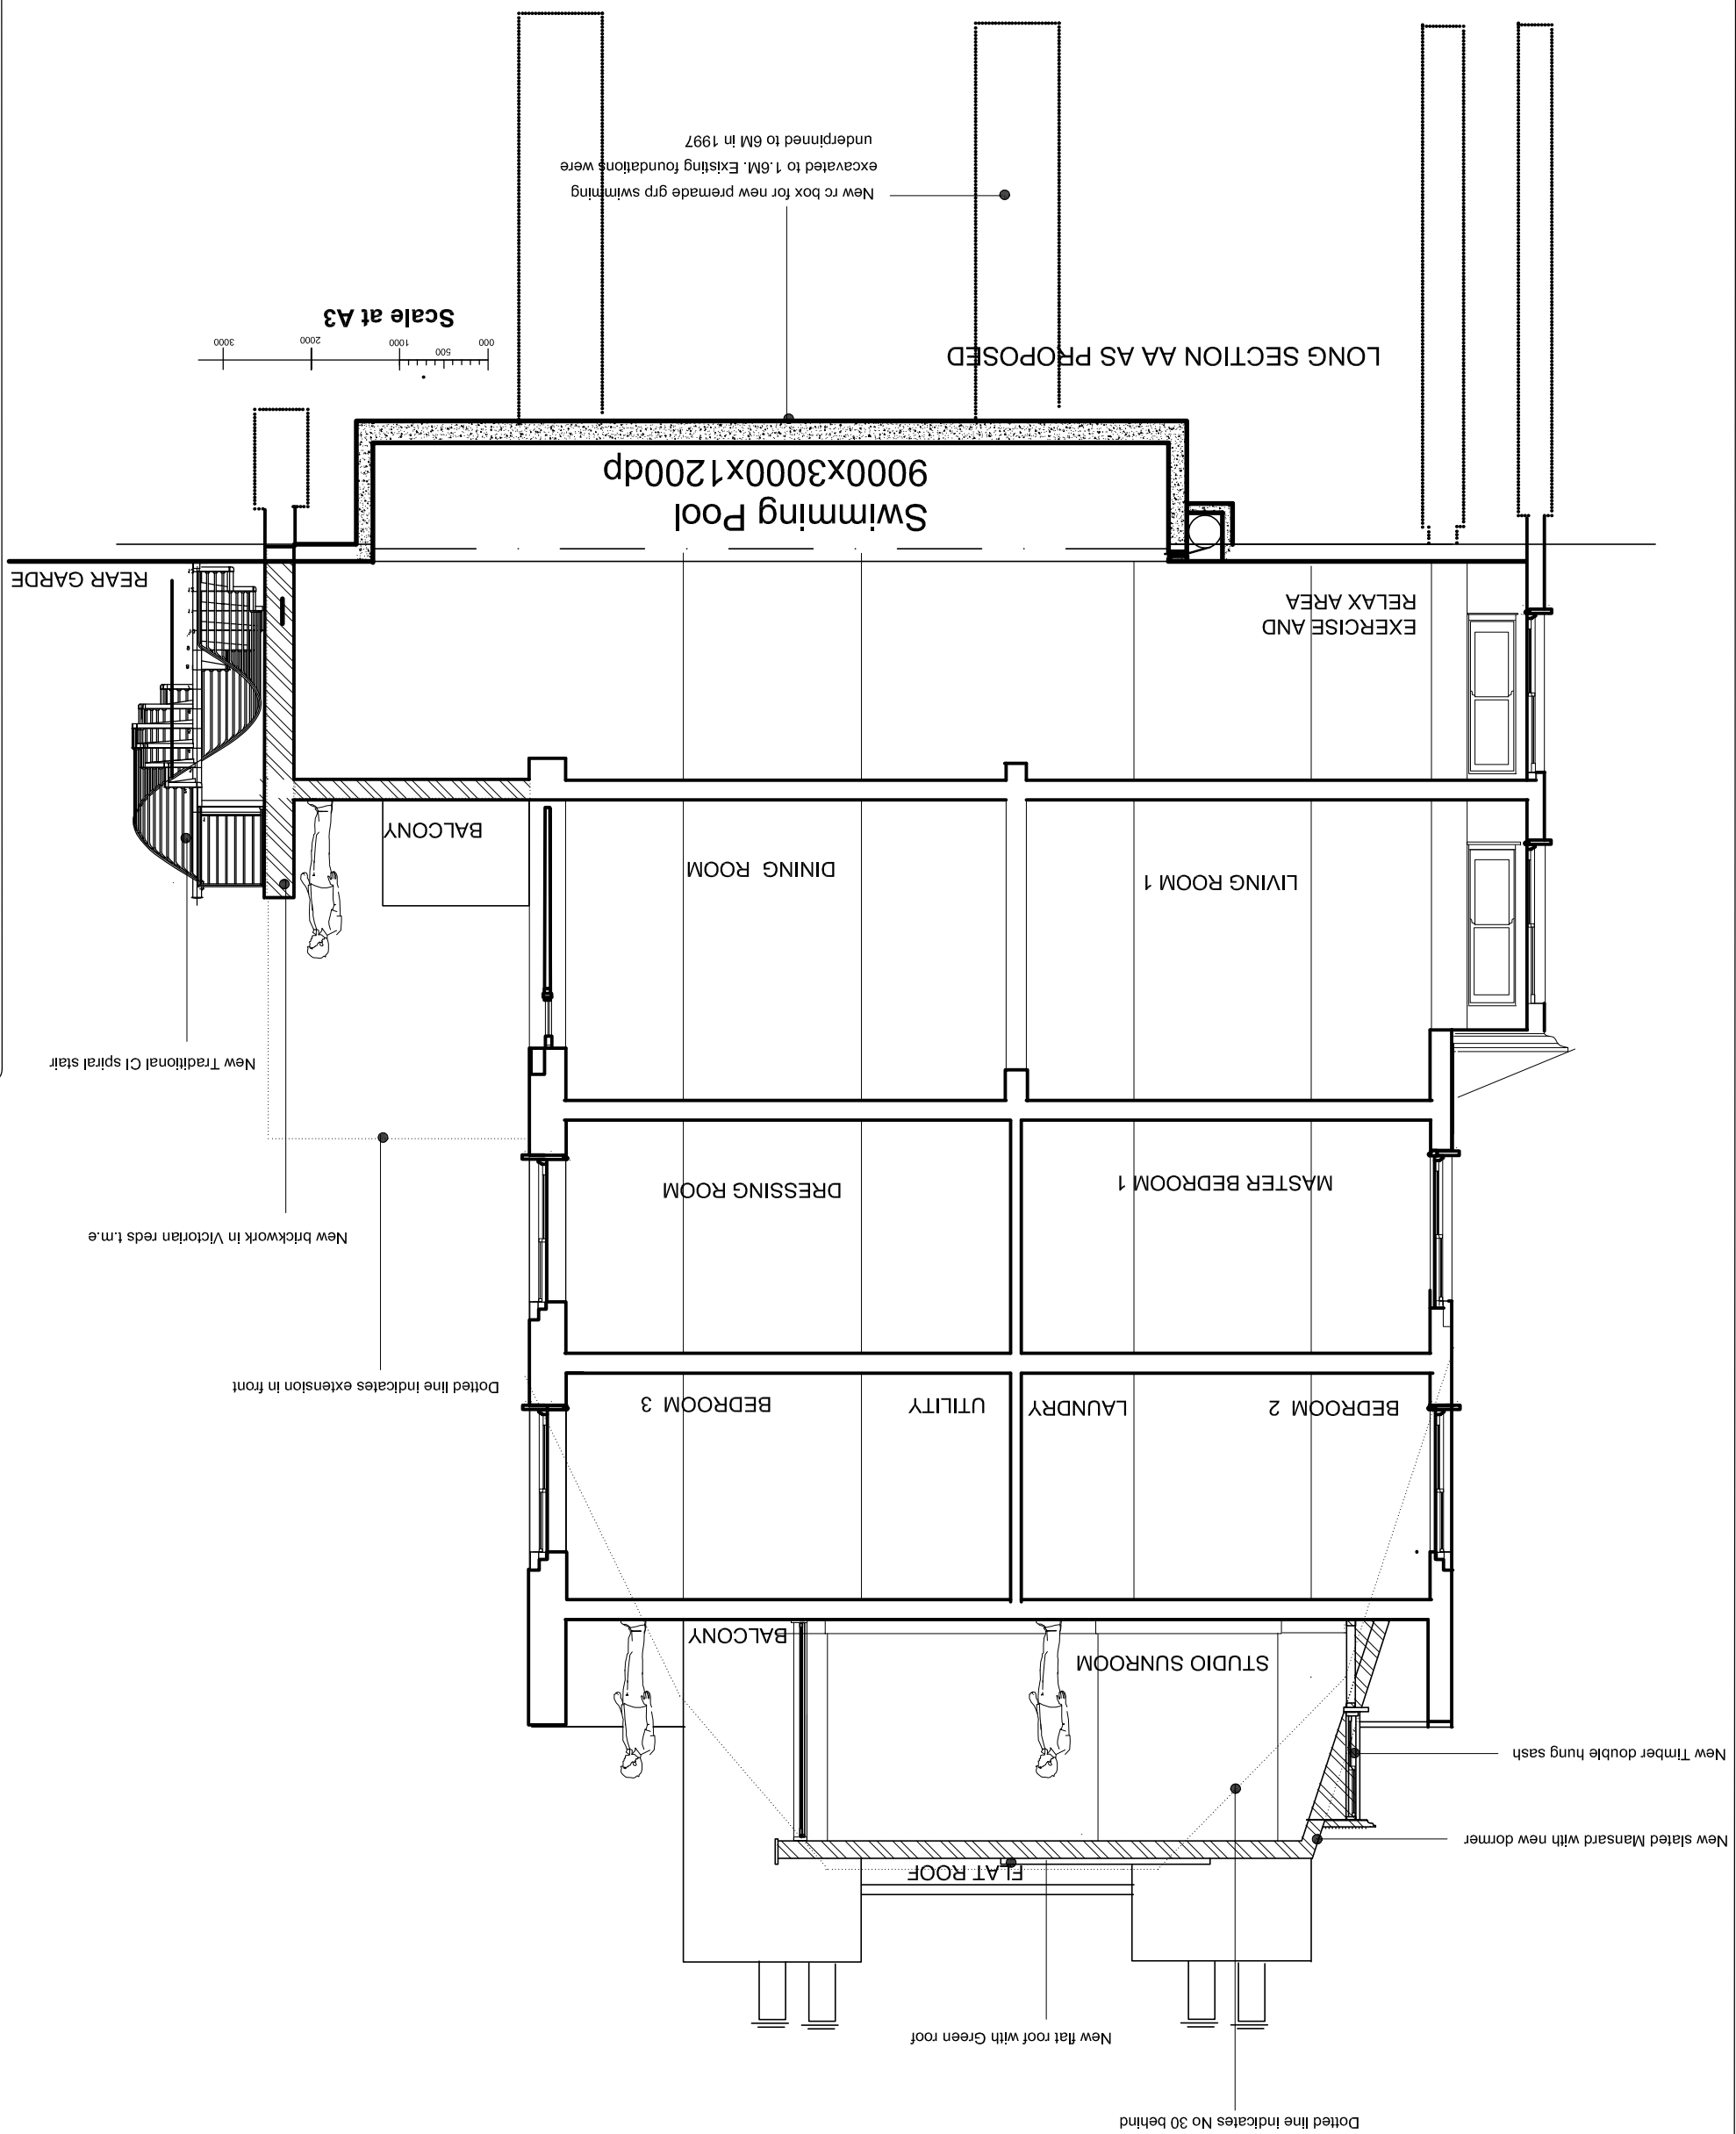 Dotted line indicates No 30 behind
New flat roof with Green roof
FLAT ROOF
New slated Mansard with new dormer
New Timber double hung sash
STUDIO SUNROOM
BALCONY
BEDROOM 2
LAUNDRY
UTILITY
BEDROOM 3
Dotted line indicates extension in front
New brickwork in Victorian reds t.m.e
MASTER BEDROOM 1
DRESSING ROOM
New Traditional CI spiral stair
LIVING ROOM 1
DINING ROOM
BALCONY
EXERCISE AND
RELAX AREA
REAR GARDE
Swimming Pool
9000x3000x1200dp
LONG SECTION AA AS PROPOSED
000
500
1000
2000
3000
Scale at A3
New rc box for new premade grp swimming
excavated to 1.6M. Existing foundations were
underpinned to 6M in 1997